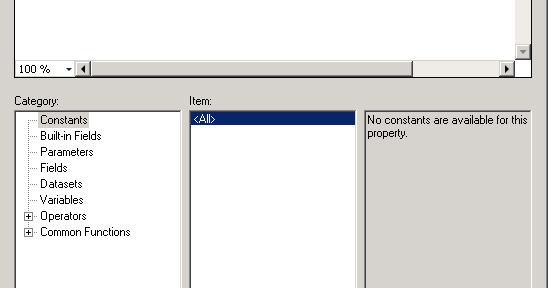 100 %
Category:
Item:
Constants
Built-in Fields
Parameters
Fields
Datasets
Variables
Operators
Common Functions
<All>
No constants are available for this
property.